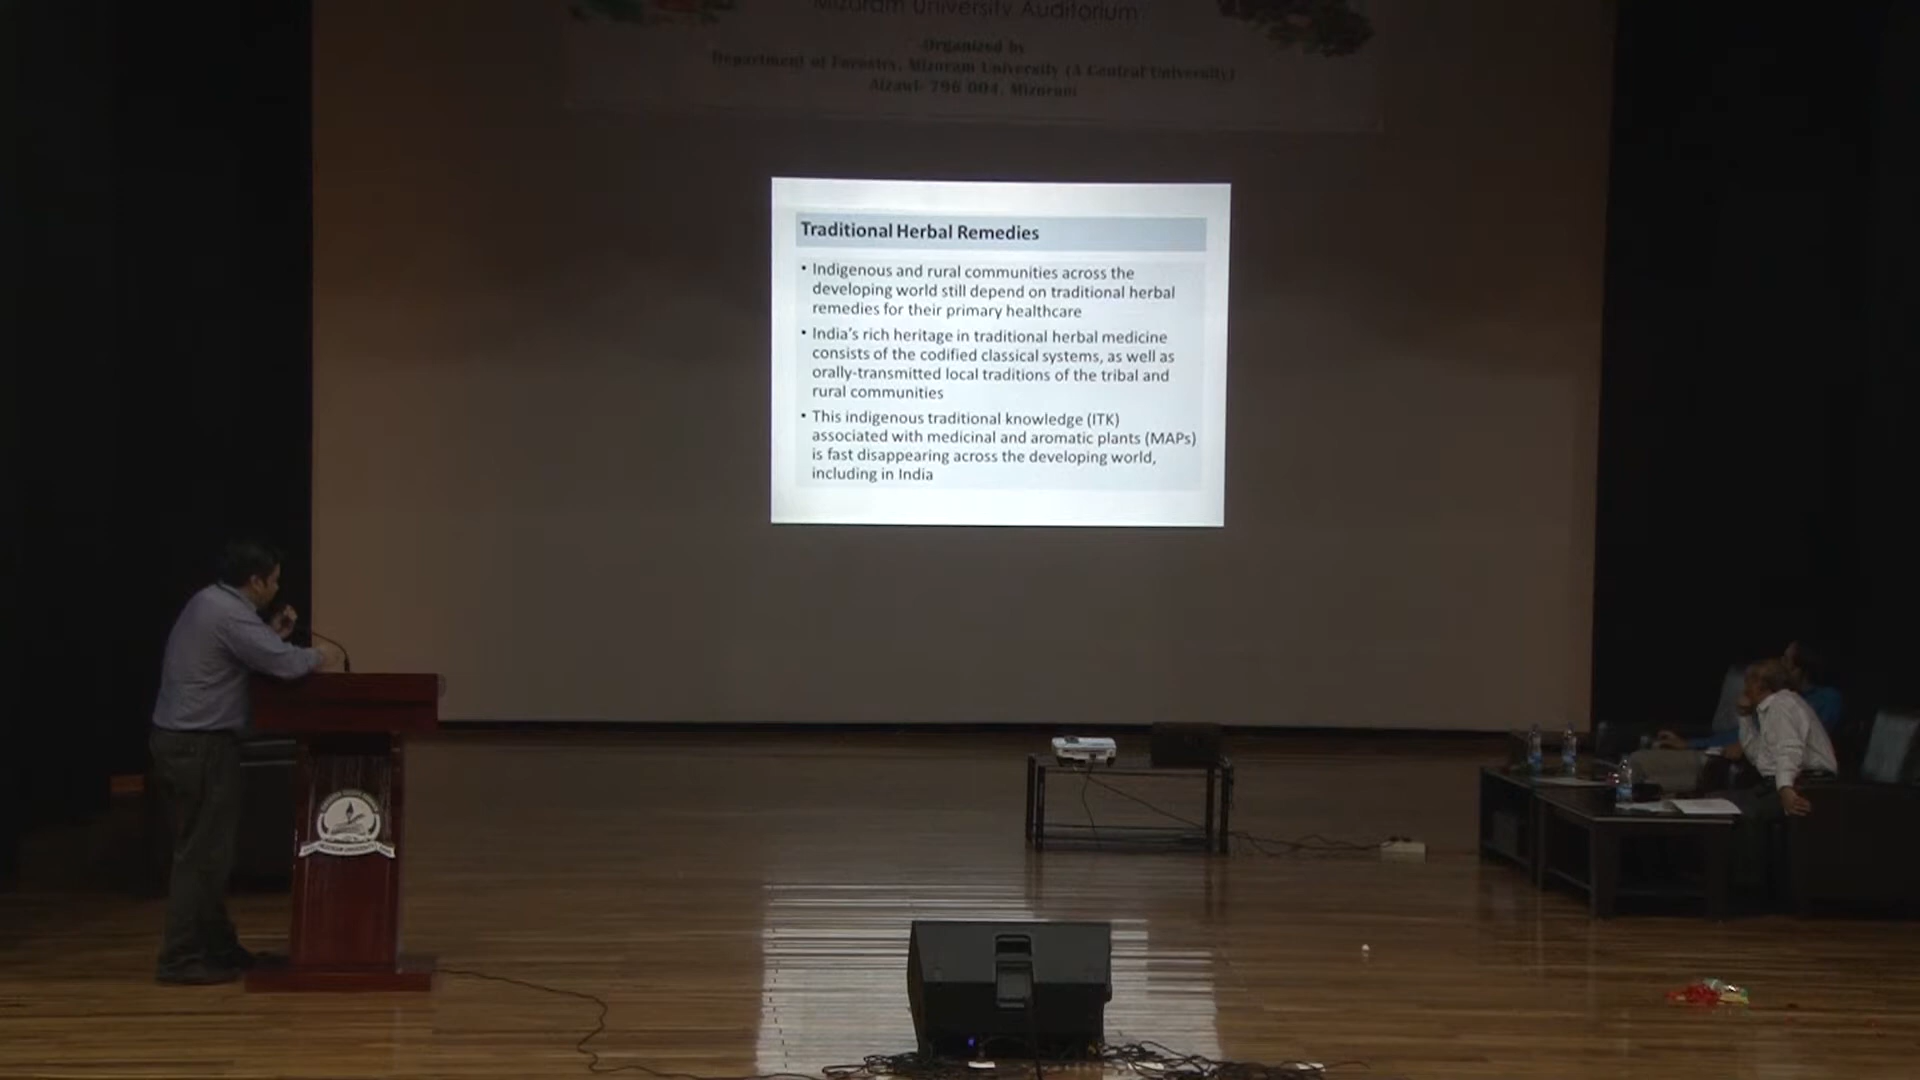 Mizoram University Auditorium
Organized by
Department of Forestry, Mizoram University (A Central University)
Aizawl- 796 004, Mizoram
Traditional Herbal Remedies
• Indigenous and rural communities across the
developing world still depend on traditional herbal
remedies for their primary healthcare
• India's rich heritage in traditional herbal medicine
consists of the codified classical systems, as well as
orally-transmitted local traditions of the tribal and
rural communities
• This indigenous traditional knowledge (ITK)
associated with medicinal and aromatic plants (MAPs)
is fast disappearing across the developing world,
including in India
MIZORAM UNIVERSITY